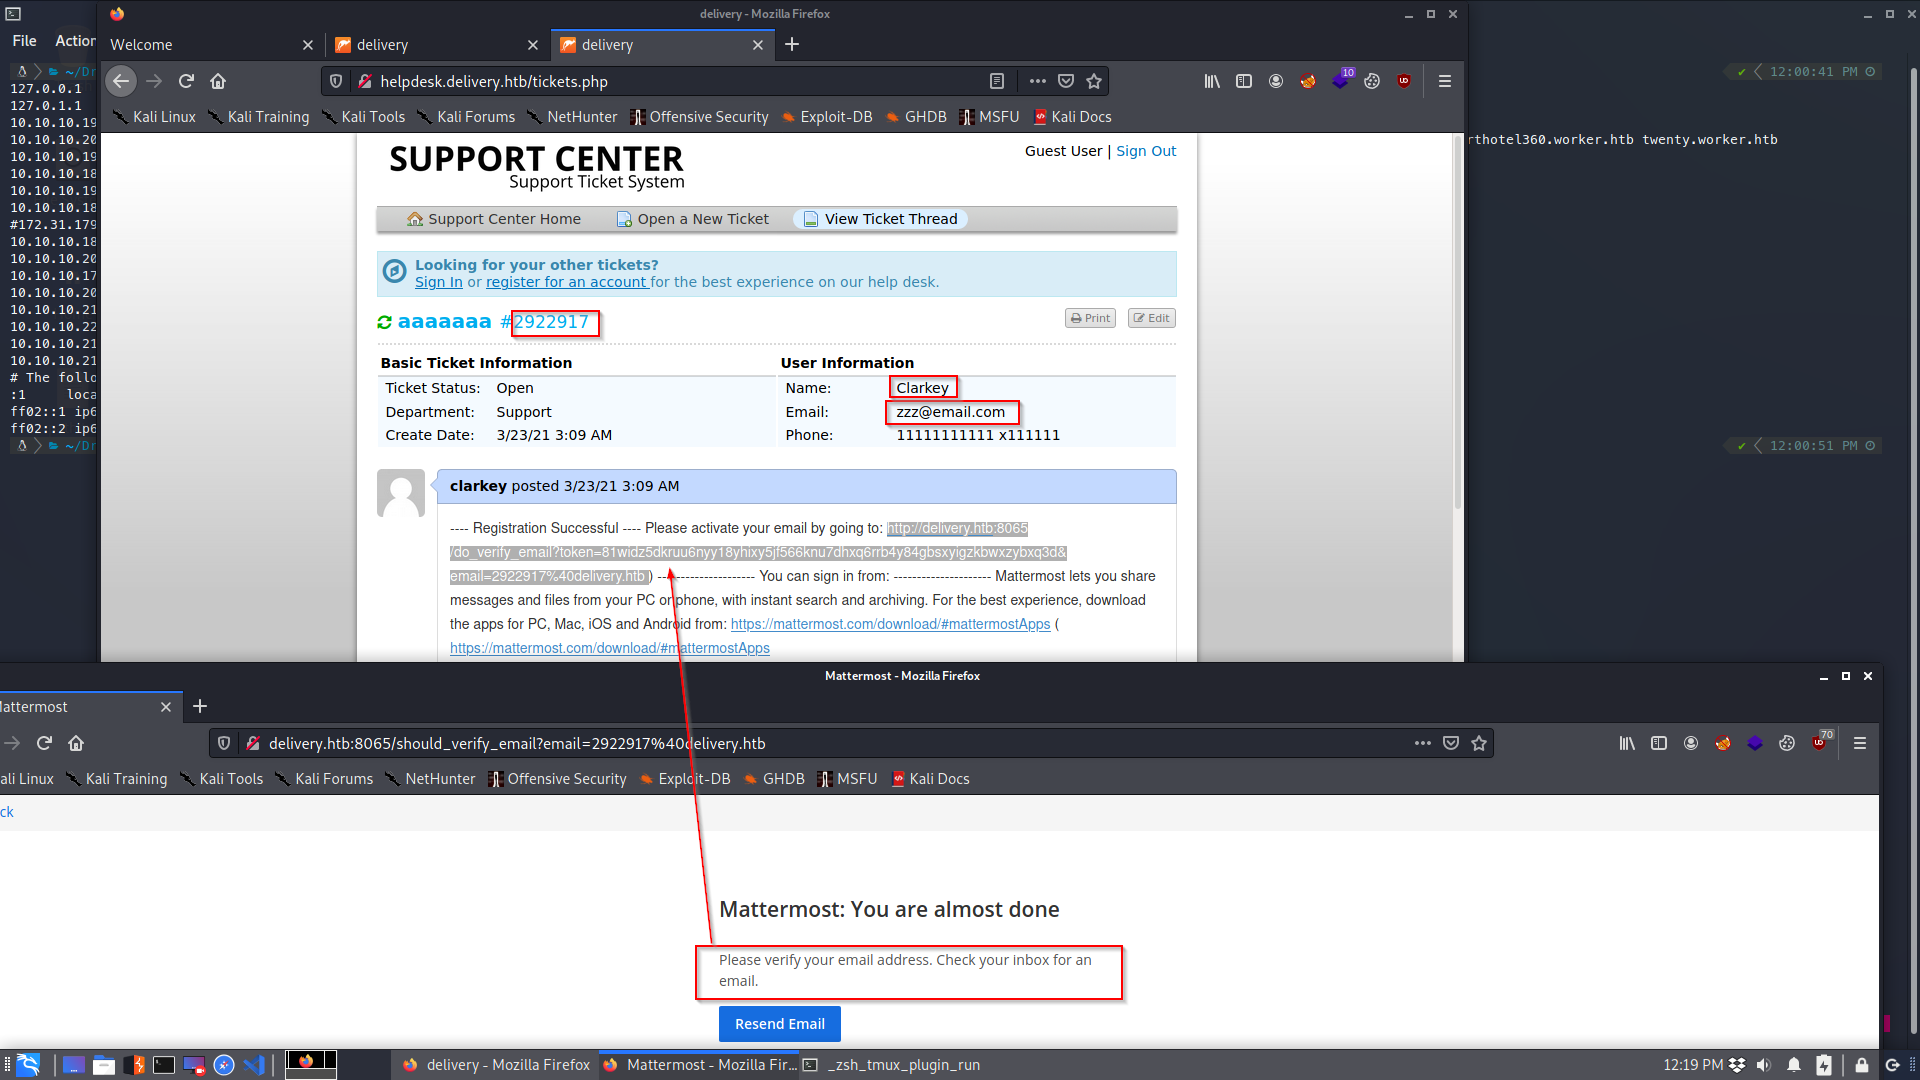 delivery - Mozilla Firefox
File Action
Welcome
delivery
delivery
helpdesk.delivery.htb/tickets.php
10
Kali Linux Kali Training Kali Tools Kali Forums NetHunter Offensive Security Exploit-DB GHDB MSFU Kali Docs
~/Dr
127.0.0.1
127.0.1.1
10.10.10.19
10.10.10.20
10.10.10.19
10.10.10.18
10.10.10.19
10.10.10.18
#172.31.179
10.10.10.18
10.10.10.20
10.10.10.17
10.10.10.20
10.10.10.21
10.10.10.22
10.10.10.21
10.10.10.21
# The follo
:1 loca
ff02::1 ip6
ff02::2 ip6
~/Dr
12:00:41 PM
rthotel360.worker.htb twenty.worker.htb
12:00:51 PM
SUPPORT CENTER
Support Ticket System
Guest User | Sign Out
Support Center Home Open a New Ticket View Ticket Thread
Looking for your other tickets?
Sign In or register for an account for the best experience on our help desk.
aaaaaaa #2922917
Print Edit
Basic Ticket Information
Ticket Status: Open
Department: Support
Create Date: 3/23/21 3:09 AM
User Information
Name: Clarkey
Email: zzz@email.com
Phone: 11111111111 x111111
clarkey posted 3/23/21 3:09 AM
---- Registration Successful ---- Please activate your email by going to: http://delivery.htb:8065
/do_verify_email?token=81widz5dkruu6nyy18yhixy5jf566knu7dhxq6rrb4y84gbsxyigzkbwxzybxq3d&
email=2922917%40delivery.htb ) --------------------- You can sign in from: --------------------- Mattermost lets you share
messages and files from your PC or phone, with instant search and archiving. For the best experience, download
the apps for PC, Mac, iOS and Android from: https://mattermost.com/download/#mattermostApps (
https://mattermost.com/download/#mattermostApps
Mattermost - Mozilla Firefox
Mattermost
delivery.htb:8065/should_verify_email?email=2922917%40delivery.htb
70
ali Linux Kali Training Kali Tools Kali Forums NetHunter Offensive Security Exploit-DB GHDB MSFU Kali Docs
ck
Mattermost: You are almost done
Please verify your email address. Check your inbox for an
email.
Resend Email
delivery - Mozilla Firefox
Mattermost - Mozilla Fir...
_zsh_tmux_plugin_run
12:19 PM